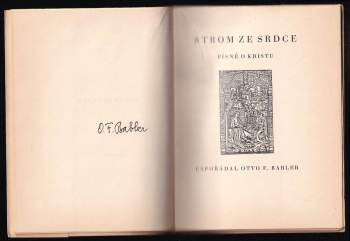 O. F. Babler
STROM ZE SRDCE
PÍSNĚ O KRISTU
USPOŘÁDAL OTTO F. BABLER